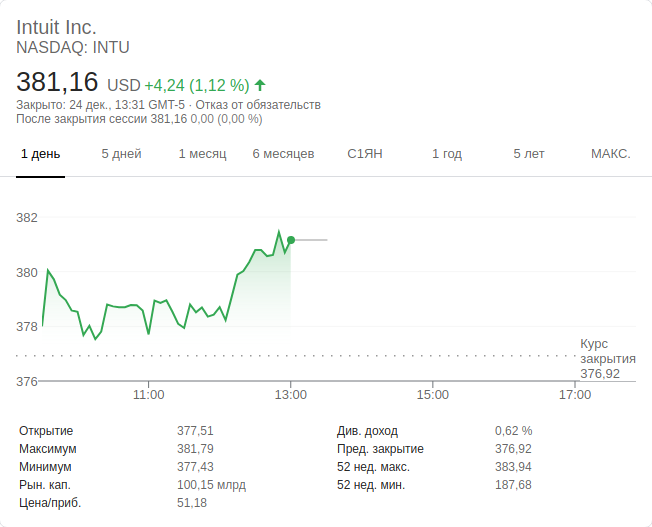 Intuit Inc.
NASDAQ: INTU
381,16 USD +4,24 (1,12 %)
Закрыто: 24 дек., 13:31 GMT-5 · Отказ от обязательств
После закрытия сессии 381,16 0,00 (0,00 %)
1 день 5 дней 1 месяц 6 месяцев С1ЯН 1 год 5 лет МАКС.
382
380
378
Курс
закрытия
376,92
376
11:00 13:00 15:00 17:00
Открытие 377,51 Див. доход 0,62 %
Максимум 381,79 Пред. закрытие 376,92
Минимум 377,43 52 нед. макс. 383,94
Рын. кап. 100,15 млрд 52 нед. мин. 187,68
Цена/приб. 51,18